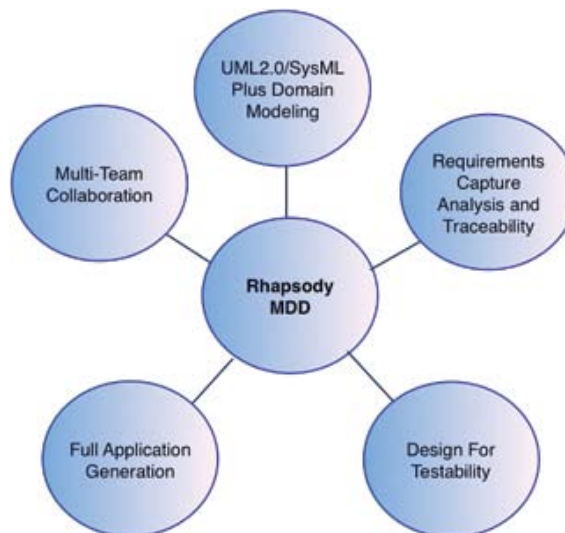 UML2.0/SysML
Plus Domain
Modeling
Multi-Team
Collaboration
Requirements
Capture
Analysis and
Traceability
Rhapsody
MDD
Full Application
Generation
Design For
Testability